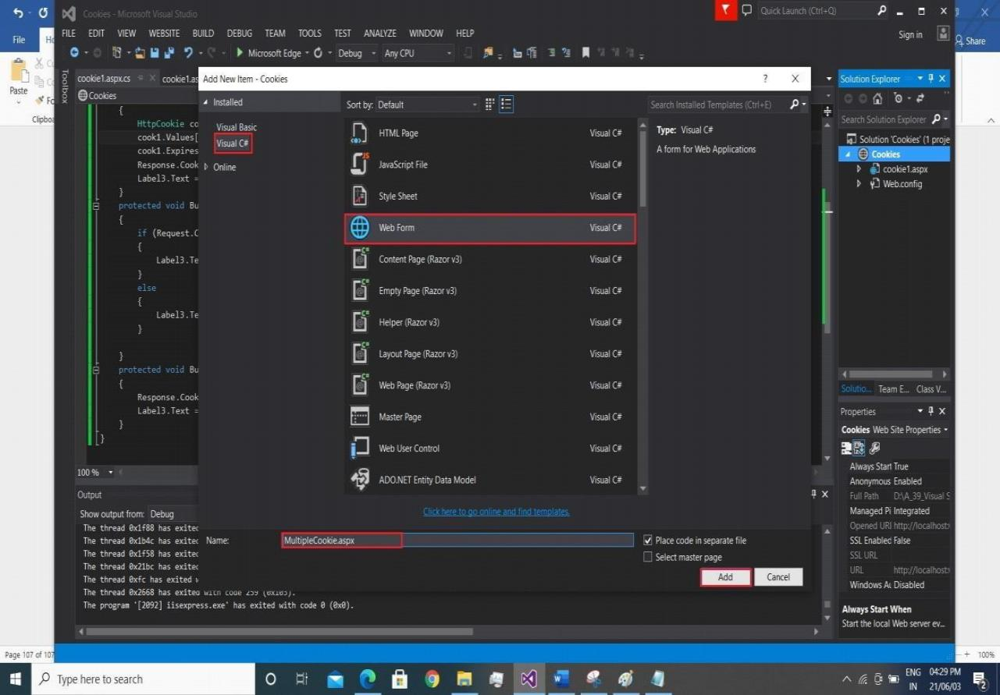 Cookies - Microsoft Visual Studio
Quick Launch (Ctrl+Q)
File
FILE EDIT VIEW WEBSITE BUILD DEBUG TEAM TOOLS TEST ANALYZE WINDOW HELP
Sign in
Share
Microsoft Edge Debug Any CPU
Paste
Clipboa
Toolbox
cookie1.aspx.cs cookie1.as
Cookies
{
HttpCookie co
cook1.Values[
cook1.Expires
Response.Cook
Label3.Text =
}
protected void Bu
{
if (Request.C
{
Label3.Te
}
else
{
Label3.Te
}
}
protected void Bu
{
Response.Cook
Label3.Text =
}
}
100 %
Add New Item - Cookies
? X
Installed
Visual Basic
Visual C#
Online
Sort by: Default
Search Installed Templates (Ctrl+E)
HTML Page Visual C#
JavaScript File Visual C#
Style Sheet Visual C#
Web Form Visual C#
Content Page (Razor v3) Visual C#
Empty Page (Razor v3) Visual C#
Helper (Razor v3) Visual C#
Layout Page (Razor v3) Visual C#
Web Page (Razor v3) Visual C#
Master Page Visual C#
Web User Control Visual C#
ADO.NET Entity Data Model Visual C#
Type: Visual C#
A form for Web Applications
Click here to go online and find templates.
Name: MultipleCookie.aspx
Place code in separate file
Select master page
Add Cancel
Output
Show output from: Debug
The thread 0x1f88 has exited
The thread 0x1b4c has exited
The thread 0x1f58 has exited
The thread 0x21bc has exited
The thread 0xfc has exited w
The thread 0x2668 has exited with code 259 (0x103).
The program '[2092] iisexpress.exe' has exited with code 0 (0x0).
Solution Explorer
Search Solution Explorer
Solution 'Cookies' (1 proje
Cookies
cookie1.aspx
Web.config
Solutio... Team E... Class V...
Properties
Cookies Web Site Properties
Always Start True
Anonymous Enabled
Full Path D:\A_39_Visual S
Managed Pi Integrated
Opened URI http://localhost:
SSL Enabled False
SSL URL
URL http://localhost:
Windows Au Disabled
Always Start When
Start the local Web server ev...
Page 107 of 107
100%
Type here to search
ENG 04:29 PM
IN 21/06/03
2